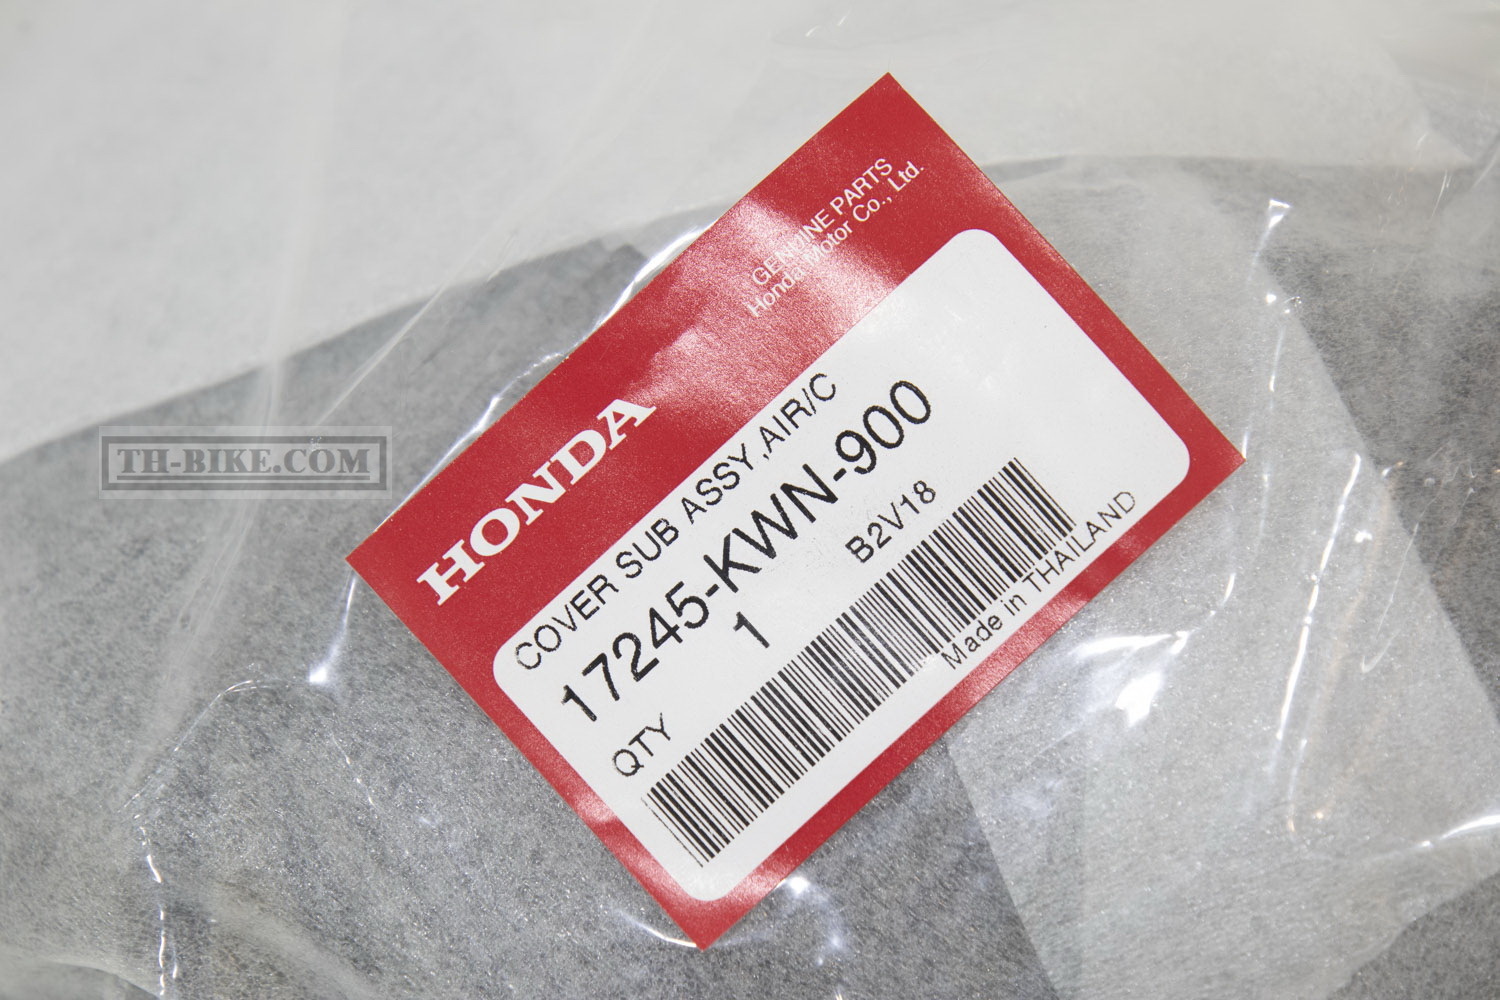 GENUINE PARTS
Honda Motor Co., Ltd.
HONDA
COVER SUB ASSY,AIR/C
17245-KWN-900
QTY 1 B2V18
Made in THAILAND
TH-BIKE.COM